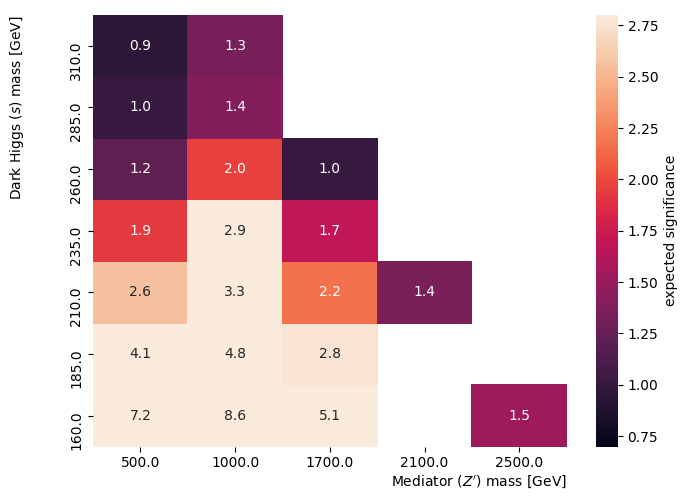 Dark Higgs (s) mass [GeV]
310.0 0.9 1.3
285.0 1.0 1.4
260.0 1.2 2.0 1.0
235.0 1.9 2.9 1.7
210.0 2.6 3.3 2.2 1.4
185.0 4.1 4.8 2.8
160.0 7.2 8.6 5.1 1.5
500.0 1000.0 1700.0 2100.0 2500.0
Mediator (Z′) mass [GeV]
2.75
2.50
2.25
2.00
1.75
1.50
1.25
1.00
0.75
expected significance